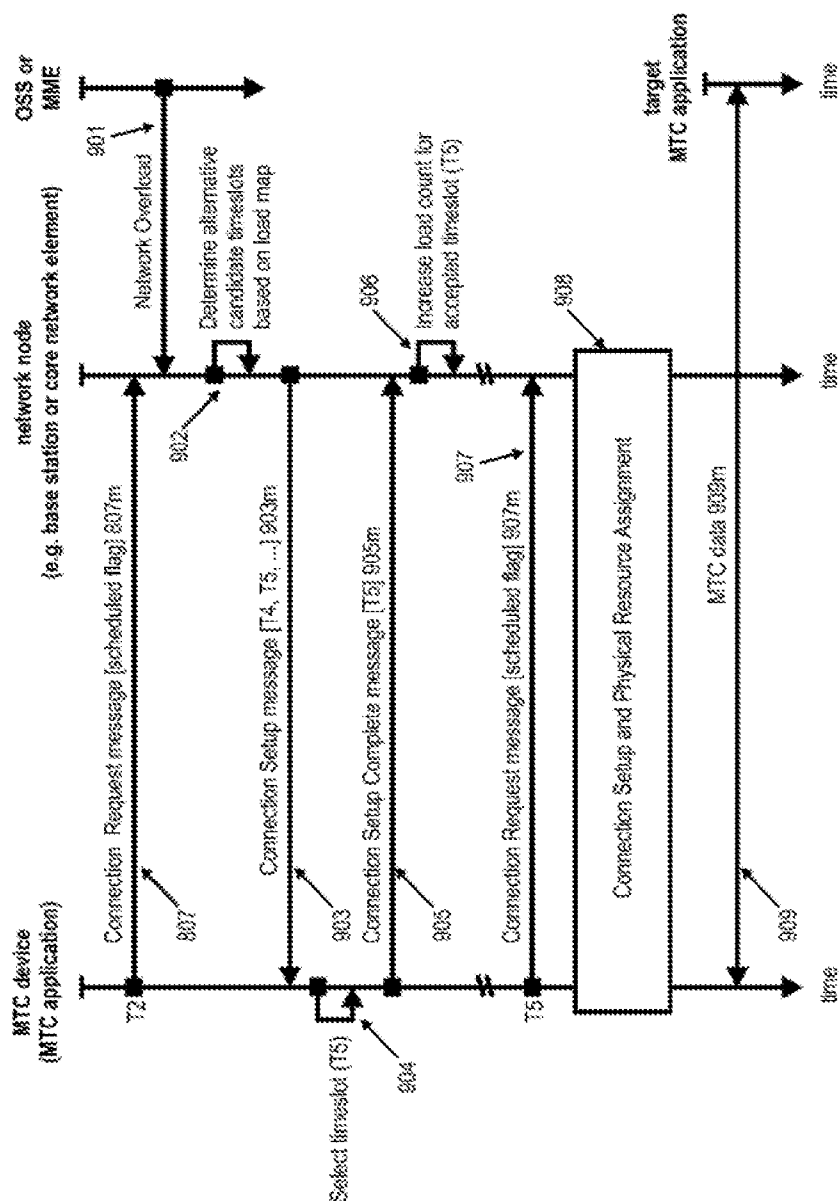 MTC device
(MTC application)
network node
(e.g. base station or core network element)
OSS or
MME
T2
Connection Request message [scheduled flag] 807m
807
Network Overload
901
902
Determine alternative
candidate timeslots
based on load map
Connection Setup message [T4, T5, ...] 903m
903
Select timeslot (T5)
904
Connection Setup Complete message [T5] 905m
905
906
Increase load count for
accepted timeslot (T5)
T5
Connection Request message [scheduled flag] 907m
907
Connection Setup and Physical Resource Assignment
908
target
MTC application
MTC data 909m
909
time
time
time